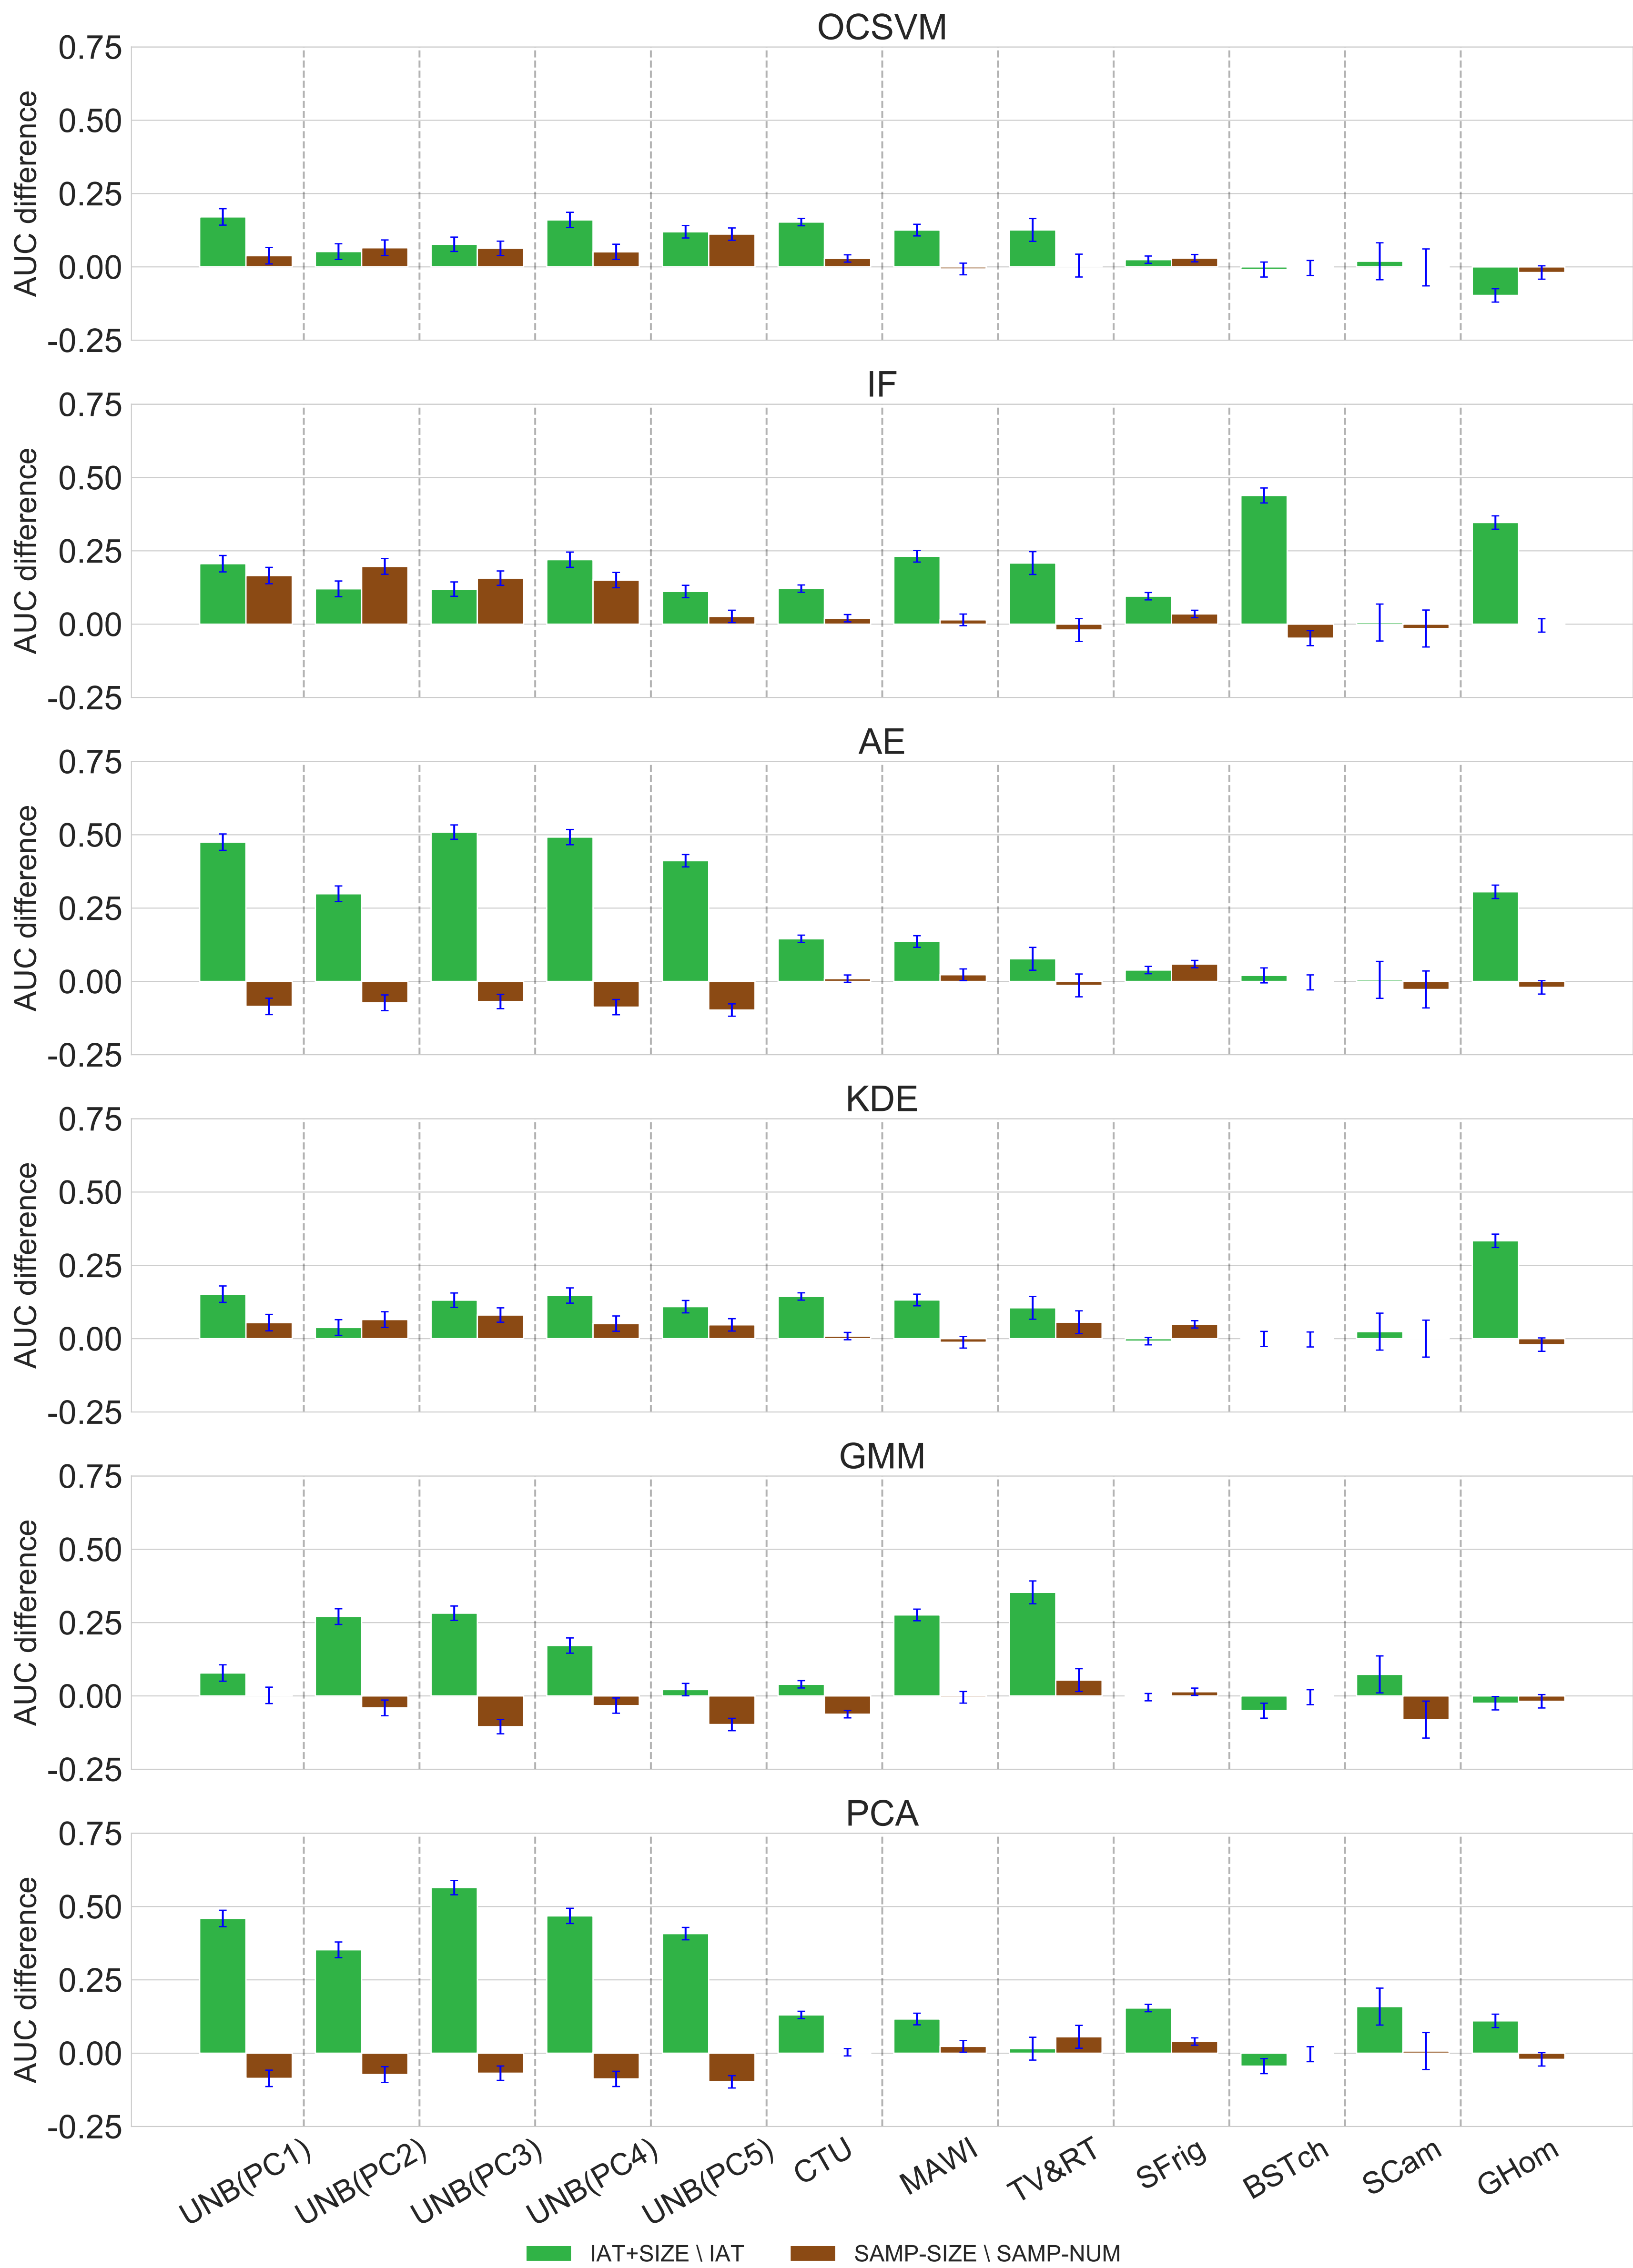 OCSVM
0.75
0.50
0.25
0.00
-0.25
AUC difference
IF
0.75
0.50
0.25
0.00
-0.25
AUC difference
AE
0.75
0.50
0.25
0.00
-0.25
AUC difference
KDE
0.75
0.50
0.25
0.00
-0.25
AUC difference
GMM
0.75
0.50
0.25
0.00
-0.25
AUC difference
PCA
0.75
0.50
0.25
0.00
-0.25
AUC difference
UNB(PC1)
UNB(PC2)
UNB(PC3)
UNB(PC4)
UNB(PC5)
CTU
MAWI
TV&RT
SFrig
BSTch
SCam
GHom
IAT+SIZE \ IAT
SAMP-SIZE \ SAMP-NUM